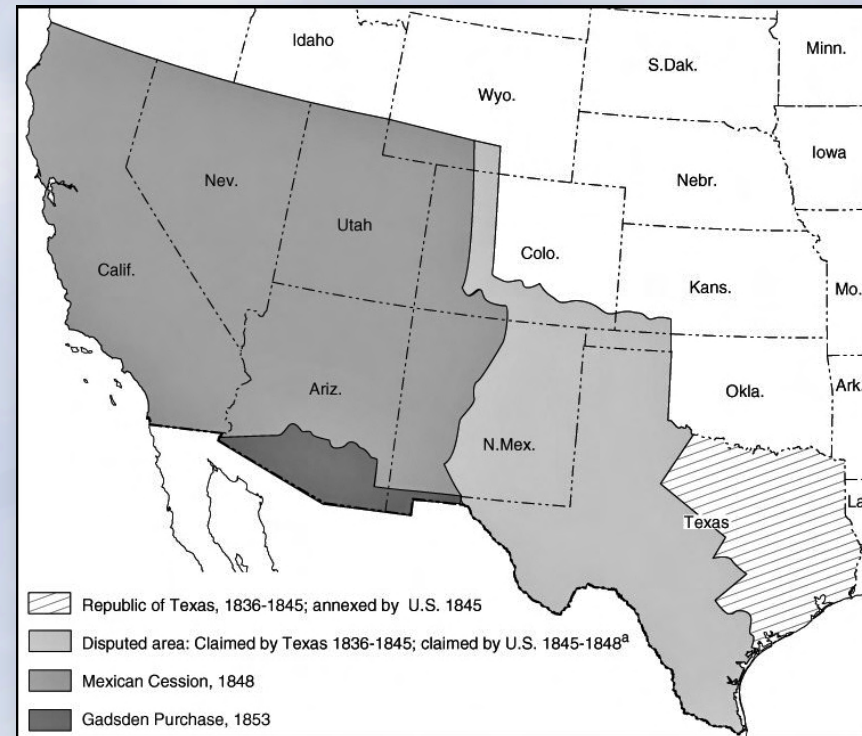 Idaho
Minn.
S.Dak.
Wyo.
Iowa
Nebr.
Nev.
Utah
Colo.
Calif.
Kans.
Mo.
Ariz.
Okla.
Ark.
N.Mex.
La
Texas
Republic of Texas, 1836-1845; annexed by U.S. 1845
Disputed area: Claimed by Texas 1836-1845; claimed by U.S. 1845-1848a
Mexican Cession, 1848
Gadsden Purchase, 1853